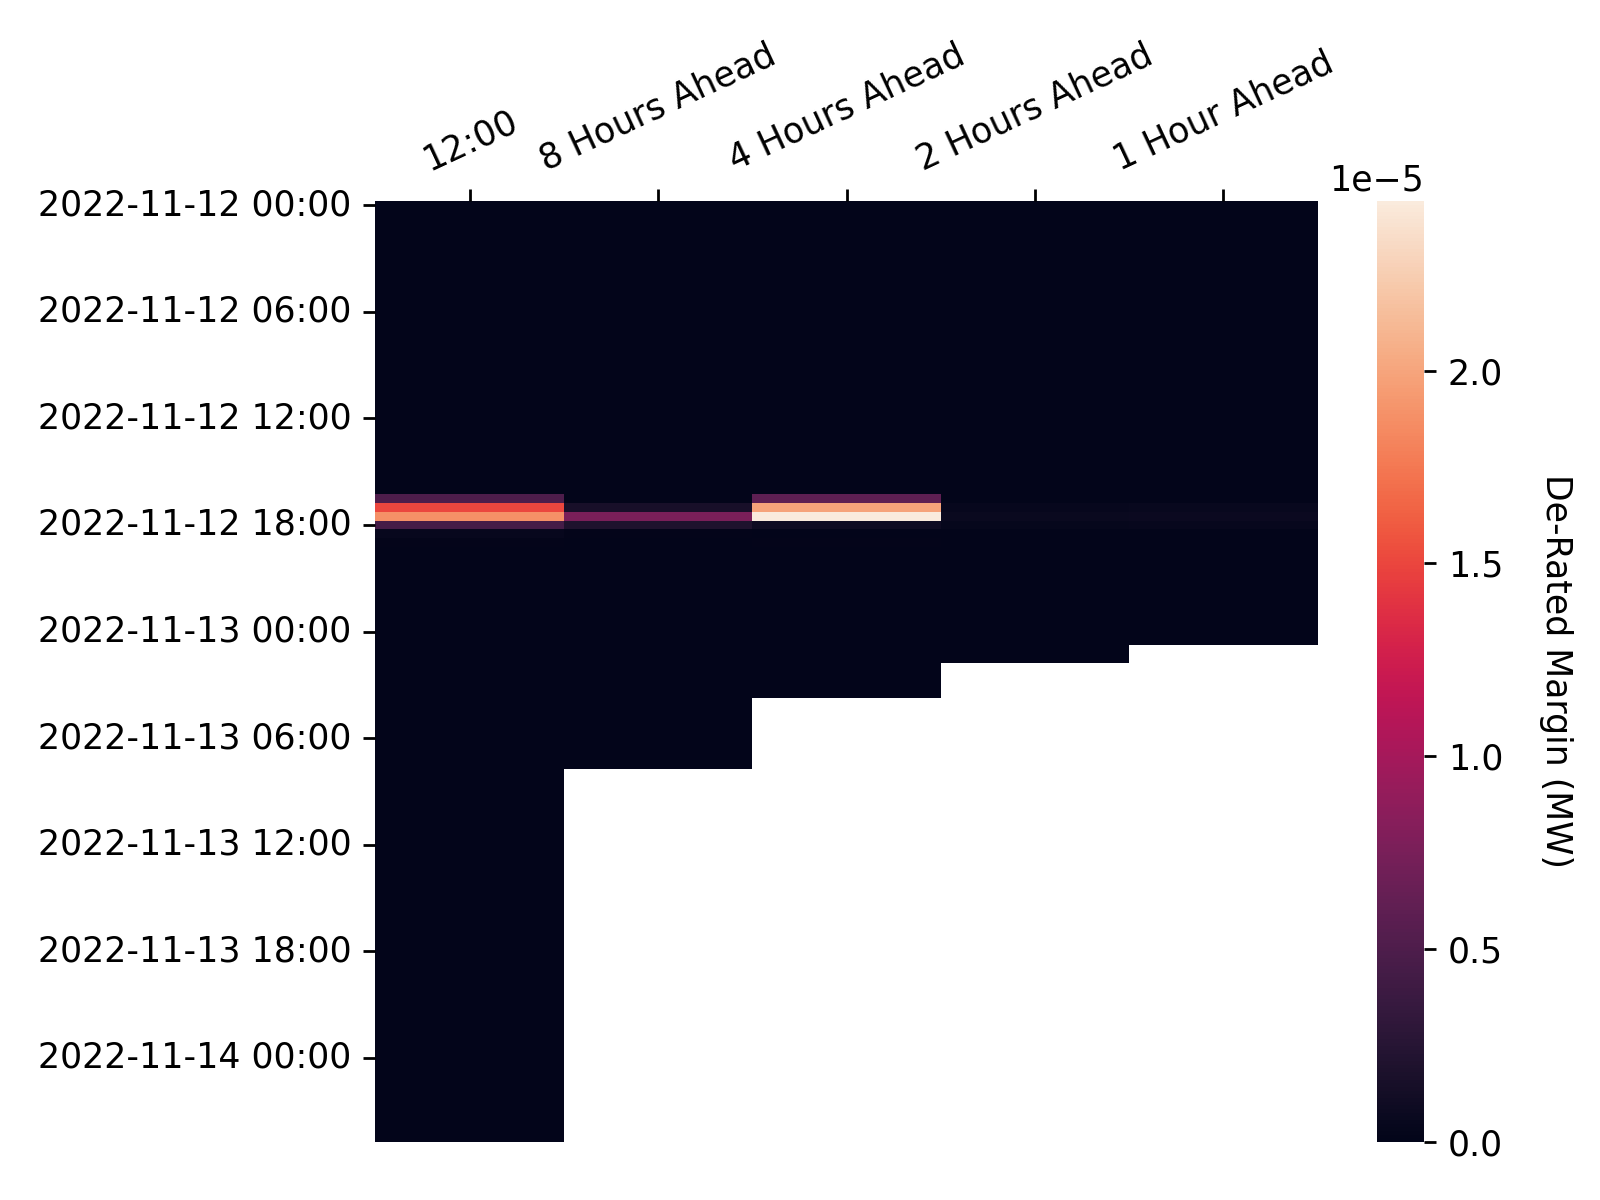 12:00
8 Hours Ahead
4 Hours Ahead
2 Hours Ahead
1 Hour Ahead
1e−5
2022-11-12 00:00
2022-11-12 06:00
2022-11-12 12:00
2022-11-12 18:00
2022-11-13 00:00
2022-11-13 06:00
2022-11-13 12:00
2022-11-13 18:00
2022-11-14 00:00
2.0
1.5
1.0
0.5
0.0
De-Rated Margin (MW)